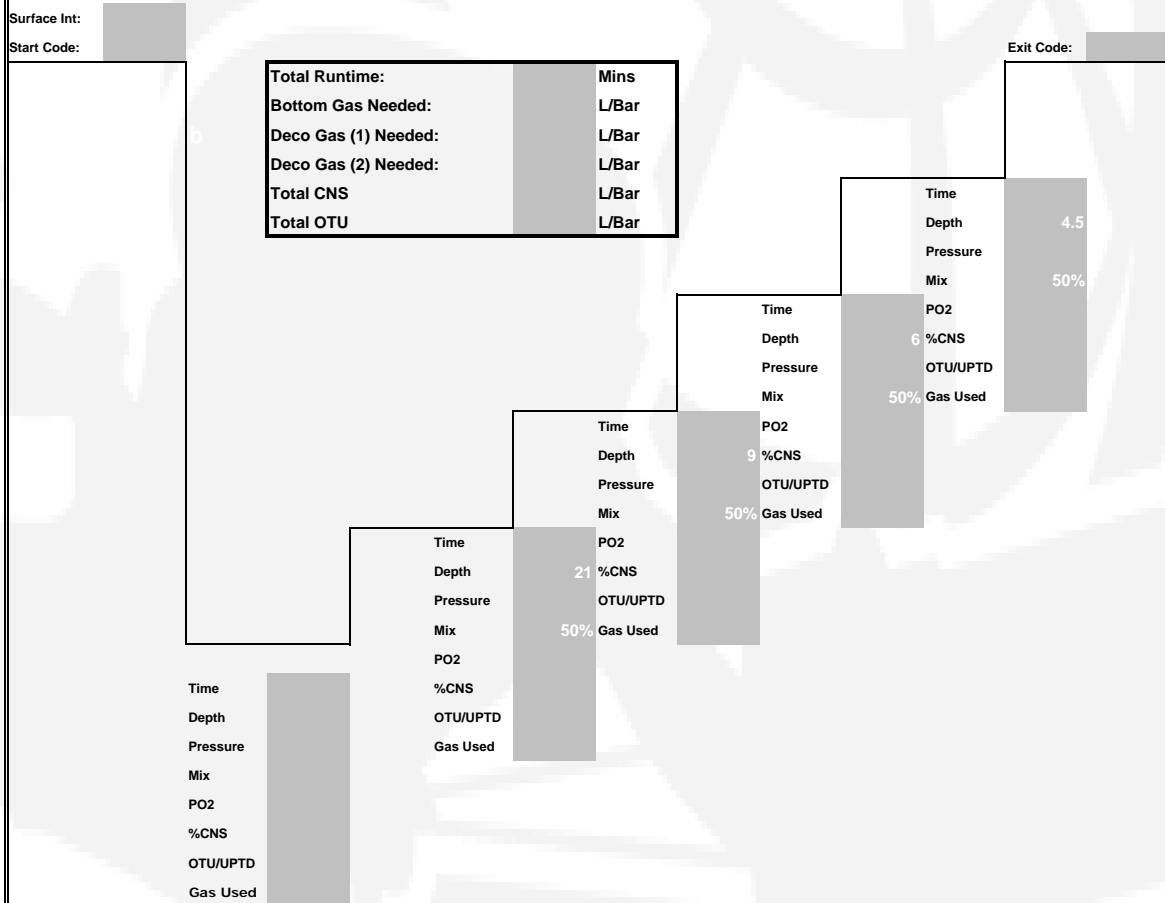 Surface Int:
Start Code:
Exit Code:
Total Runtime: Mins
Bottom Gas Needed: L/Bar
b
Deco Gas (1) Needed: L/Bar
Deco Gas (2) Needed: L/Bar
Total CNS L/Bar
Total OTU L/Bar
Time
Depth 4.5
Pressure
Mix 50%
PO2
%CNS
OTU/UPTD
Gas Used
Time
Depth 6
Pressure
Mix 50%
PO2
%CNS
OTU/UPTD
Gas Used
Time
Depth 9
Pressure
Mix 50%
PO2
%CNS
OTU/UPTD
Gas Used
Time
Depth 21
Pressure
Mix 50%
PO2
%CNS
OTU/UPTD
Gas Used
Time
Depth
Pressure
Mix
PO2
%CNS
OTU/UPTD
Gas Used